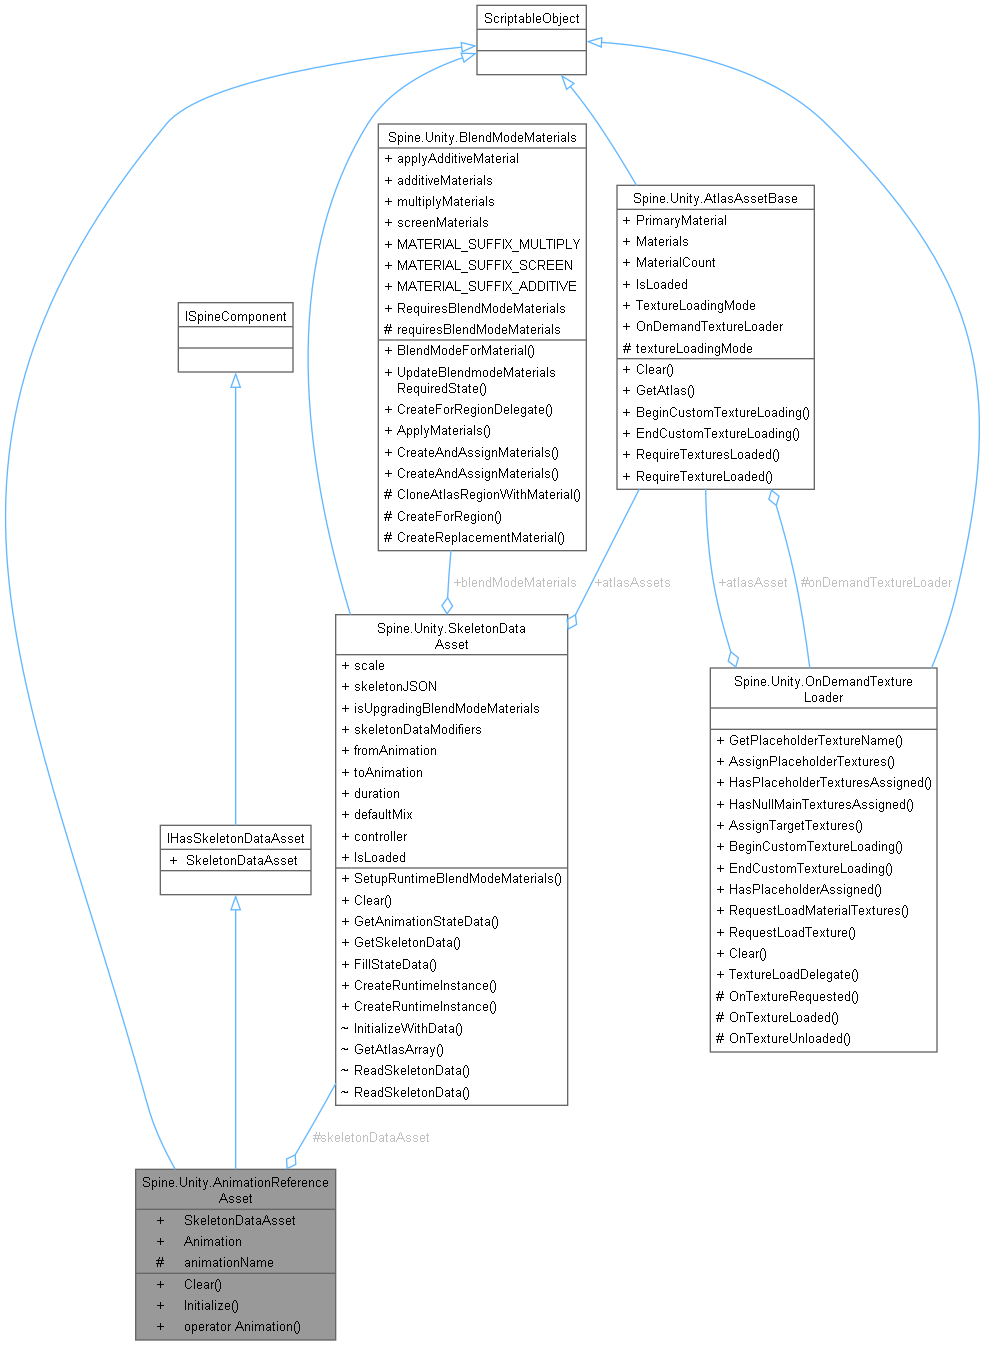 ScriptableObject
Spine.Unity.BlendModeMaterials
+ applyAdditiveMaterial
+ additiveMaterials
+ multiplyMaterials
+ screenMaterials
+ MATERIAL_SUFFIX_MULTIPLY
+ MATERIAL_SUFFIX_SCREEN
+ MATERIAL_SUFFIX_ADDITIVE
+ RequiresBlendModeMaterials
# requiresBlendModeMaterials
+ BlendModeForMaterial()
+ UpdateBlendmodeMaterials
RequiredState()
+ CreateForRegionDelegate()
+ ApplyMaterials()
+ CreateAndAssignMaterials()
+ CreateAndAssignMaterials()
# CloneAtlasRegionWithMaterial()
# CreateForRegion()
# CreateReplacementMaterial()
Spine.Unity.AtlasAssetBase
+ PrimaryMaterial
+ Materials
+ MaterialCount
+ IsLoaded
+ TextureLoadingMode
+ OnDemandTextureLoader
# textureLoadingMode
+ Clear()
+ GetAtlas()
+ BeginCustomTextureLoading()
+ EndCustomTextureLoading()
+ RequireTexturesLoaded()
+ RequireTextureLoaded()
ISpineComponent
+blendModeMaterials
+atlasAssets
+atlasAsset
#onDemandTextureLoader
Spine.Unity.SkeletonData
Asset
+ scale
+ skeletonJSON
+ isUpgradingBlendModeMaterials
+ skeletonDataModifiers
+ fromAnimation
+ toAnimation
+ duration
+ defaultMix
+ controller
+ IsLoaded
+ SetupRuntimeBlendModeMaterials()
+ Clear()
+ GetAnimationStateData()
+ GetSkeletonData()
+ FillStateData()
+ CreateRuntimeInstance()
+ CreateRuntimeInstance()
~ InitializeWithData()
~ GetAtlasArray()
~ ReadSkeletonData()
~ ReadSkeletonData()
Spine.Unity.OnDemandTexture
Loader
+ GetPlaceholderTextureName()
+ AssignPlaceholderTextures()
+ HasPlaceholderTexturesAssigned()
+ HasNullMainTexturesAssigned()
+ AssignTargetTextures()
+ BeginCustomTextureLoading()
+ EndCustomTextureLoading()
+ HasPlaceholderAssigned()
+ RequestLoadMaterialTextures()
+ RequestLoadTexture()
+ Clear()
+ TextureLoadDelegate()
# OnTextureRequested()
# OnTextureLoaded()
# OnTextureUnloaded()
IHasSkeletonDataAsset
+ SkeletonDataAsset
#skeletonDataAsset
Spine.Unity.AnimationReference
Asset
+ SkeletonDataAsset
+ Animation
# animationName
+ Clear()
+ Initialize()
+ operator Animation()